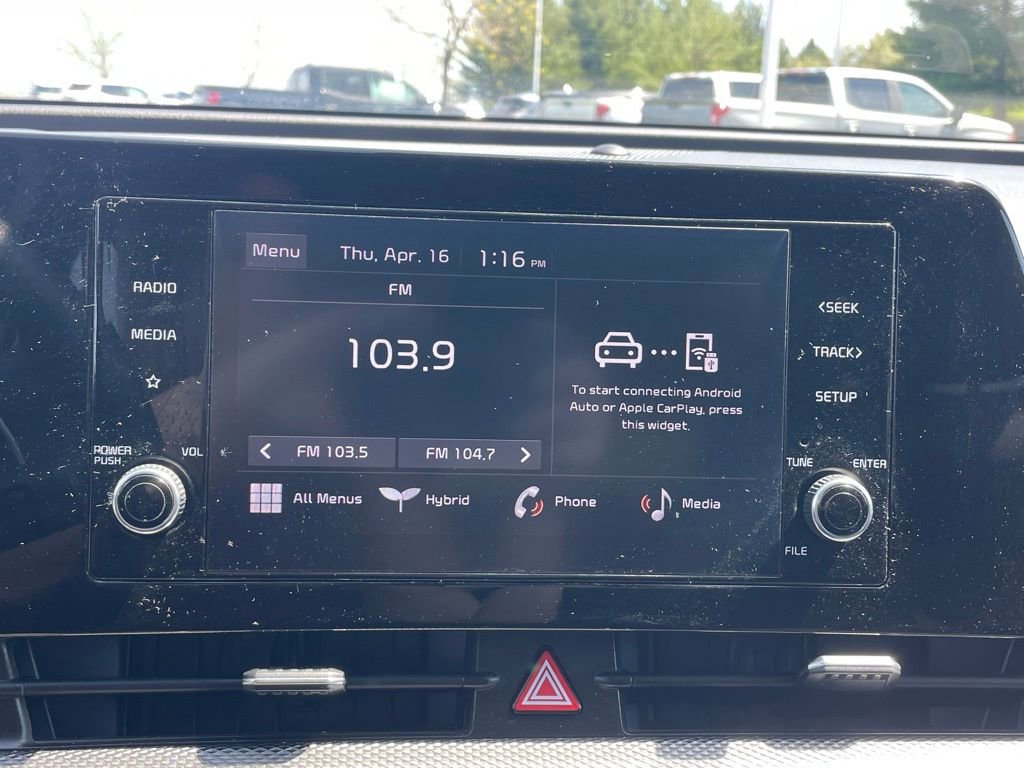 Menu Thu, Apr. 16 1:16 PM
FM
103.9
FM 103.5
FM 104.7
To start connecting Android
Auto or Apple CarPlay, press
this widget.
All Menus
Hybrid
Phone
Media
RADIO
MEDIA
POWER
PUSH
VOL
<SEEK
TRACK>
SETUP
TUNE
ENTER
FILE